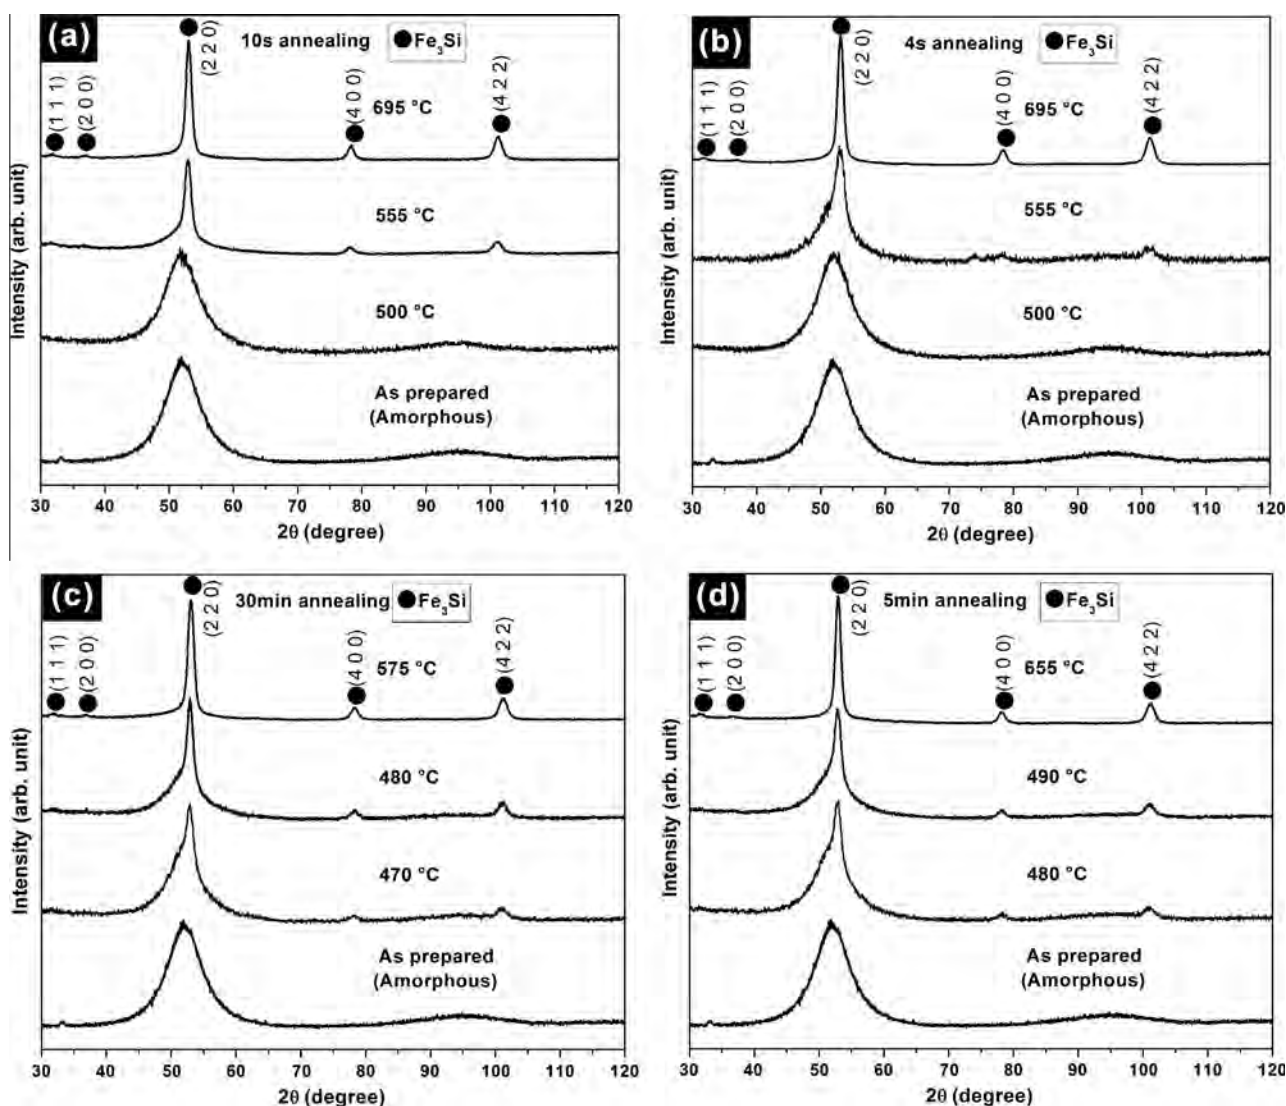 (a)
10s annealing
Fe3Si
(1 1 1)
(2 0 0)
(2 2 0)
(4 0 0)
(4 2 2)
695 °C
555 °C
500 °C
As prepared
(Amorphous)
Intensity (arb. unit)
30 40 50 60 70 80 90 100 110 120
2θ (degree)
(b)
4s annealing
Fe3Si
(1 1 1)
(2 0 0)
(2 2 0)
(4 0 0)
(4 2 2)
695 °C
555 °C
500 °C
As prepared
(Amorphous)
Intensity (arb. unit)
30 40 50 60 70 80 90 100 110 120
2θ (degree)
(c)
30min annealing
Fe3Si
(1 1 1)
(2 0 0)
(2 2 0)
(4 0 0)
(4 2 2)
575 °C
480 °C
470 °C
As prepared
(Amorphous)
Intensity (arb. unit)
30 40 50 60 70 80 90 100 110 120
2θ (degree)
(d)
5min annealing
Fe3Si
(1 1 1)
(2 0 0)
(2 2 0)
(4 0 0)
(4 2 2)
655 °C
490 °C
480 °C
As prepared
(Amorphous)
Intensity (arb. unit)
30 40 50 60 70 80 90 100 110 120
2θ (degree)